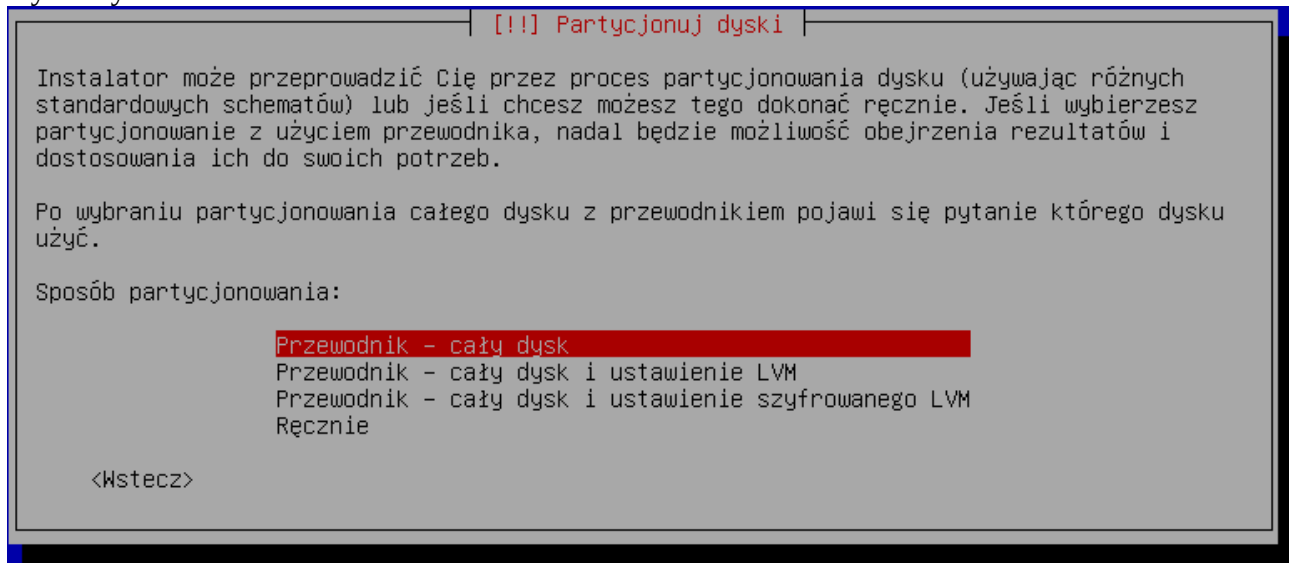 [!!] Partycjonuj dyski
Instalator może przeprowadzić Cię przez proces partycjonowania dysku (używając różnych
standardowych schematów) lub jeśli chcesz możesz tego dokonać ręcznie. Jeśli wybierzesz
partycjonowanie z użyciem przewodnika, nadal będzie możliwość obejrzenia rezultatów i
dostosowania ich do swoich potrzeb.
Po wybraniu partycjonowania całego dysku z przewodnikiem pojawi się pytanie którego dysku
użyć.
Sposób partycjonowania:
Przewodnik – cały dysk
Przewodnik – cały dysk i ustawienie LVM
Przewodnik – cały dysk i ustawienie szyfrowanego LVM
Ręcznie
<Wstecz>